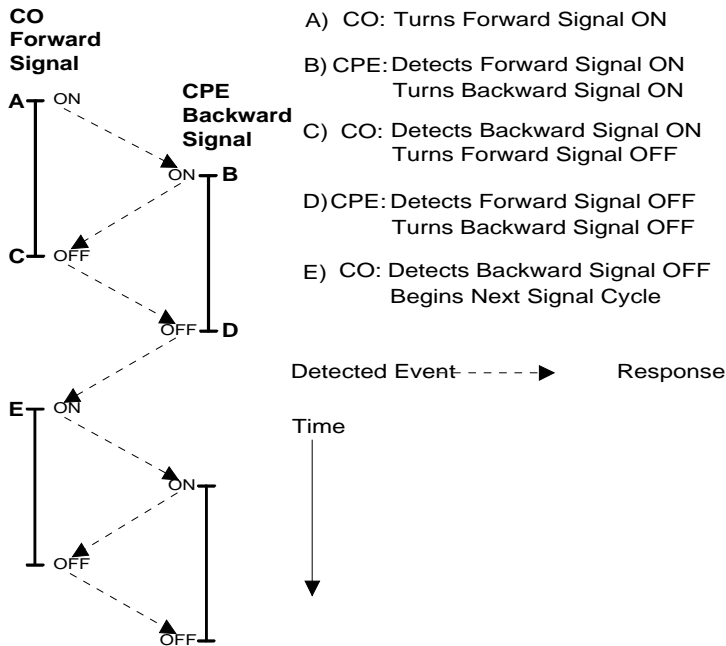 CO
Forward
Signal
CPE
Backward
Signal
A
ON
ON
B
C
OFF
OFF
D
E
ON
ON
OFF
OFF
A) CO: Turns Forward Signal ON
B) CPE: Detects Forward Signal ON
Turns Backward Signal ON
C) CO: Detects Backward Signal ON
Turns Forward Signal OFF
D) CPE: Detects Forward Signal OFF
Turns Backward Signal OFF
E) CO: Detects Backward Signal OFF
Begins Next Signal Cycle
Detected Event Response
Time